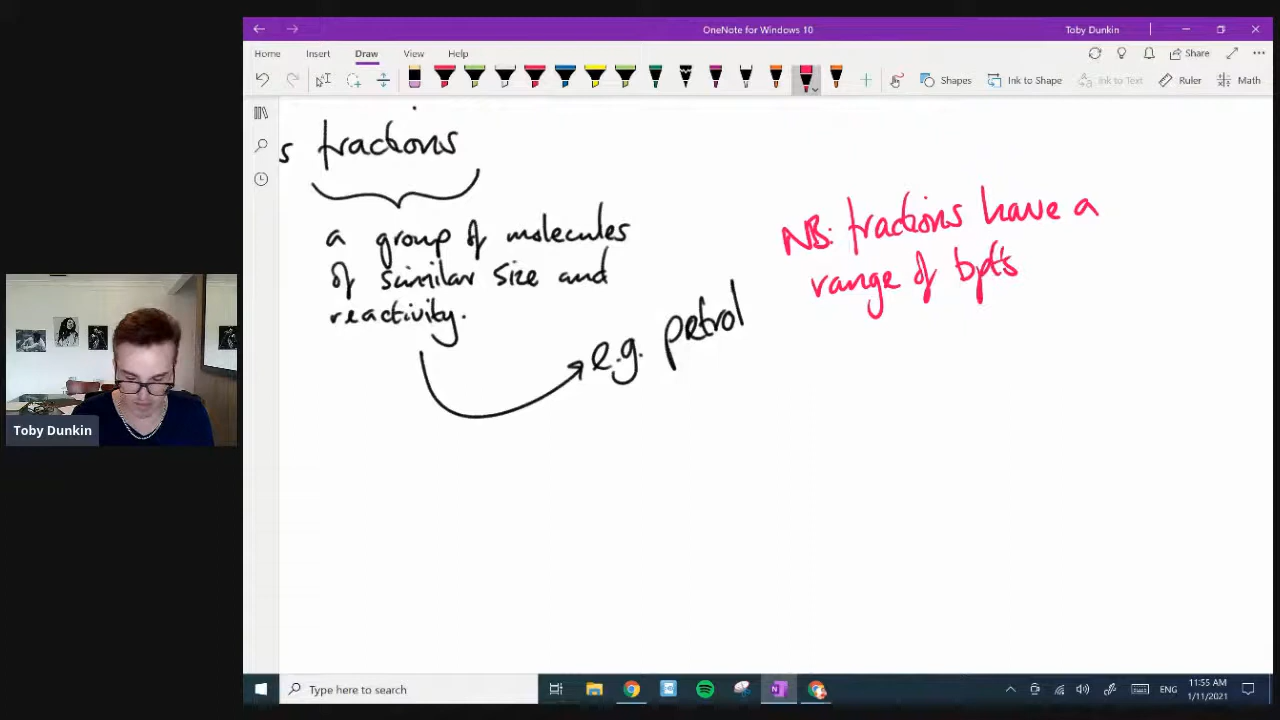 OneNote for Windows 10
Toby Dunkin
Home Insert Draw View Help
Share
Shapes
Ink to Shape
Ink to Text
Ruler
Math
s fractions
a group of molecules
of similar size and
reactivity.
e.g. petrol
NB: fractions have a
range of bpt's
Toby Dunkin
Type here to search
ENG
11:55 AM
1/11/2021